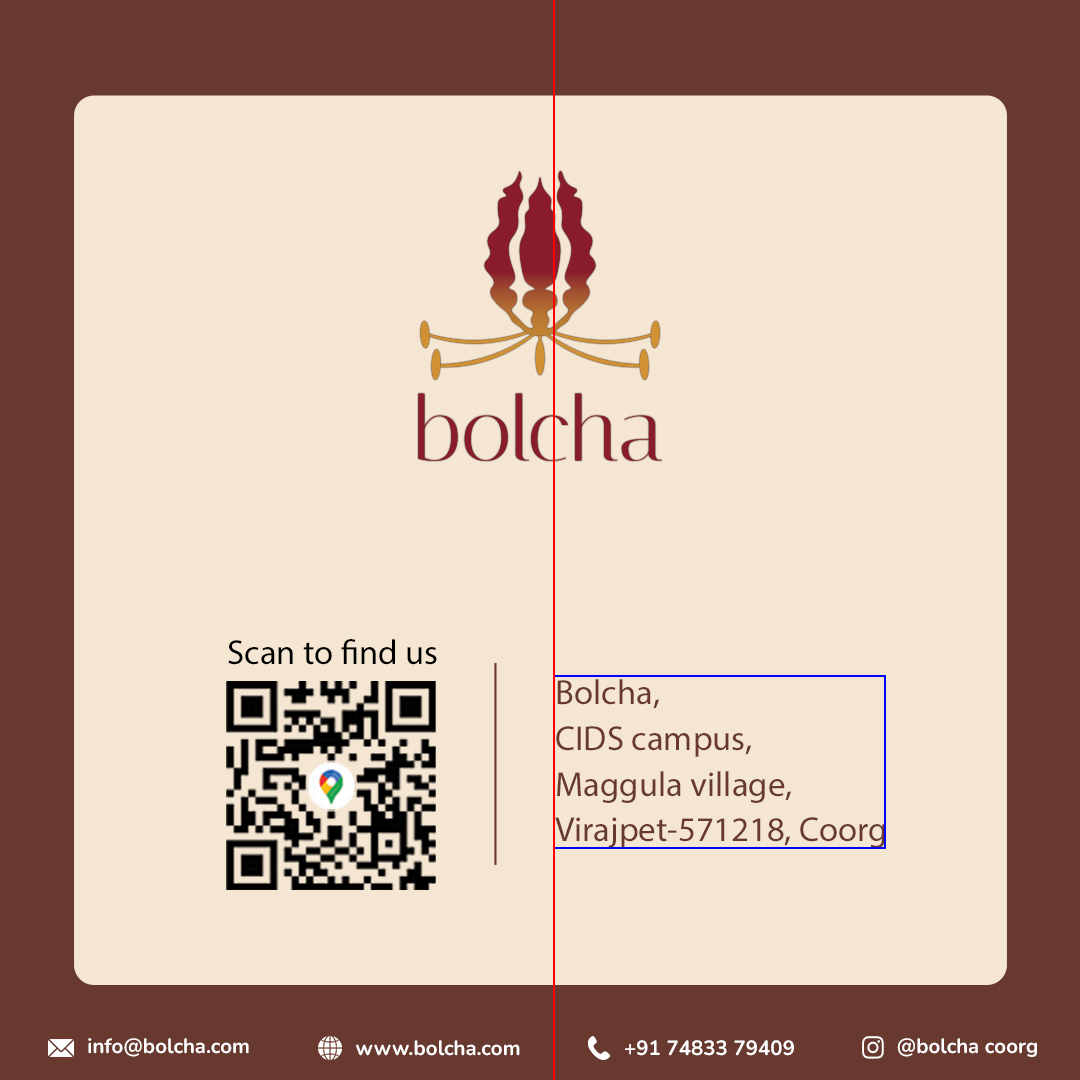 bolcha
Scan to find us
Bolcha,
CIDS campus,
Maggula village,
Virajpet-571218, Coorg
info@bolcha.com
www.bolcha.com
+91 74833 79409
@bolcha coorg